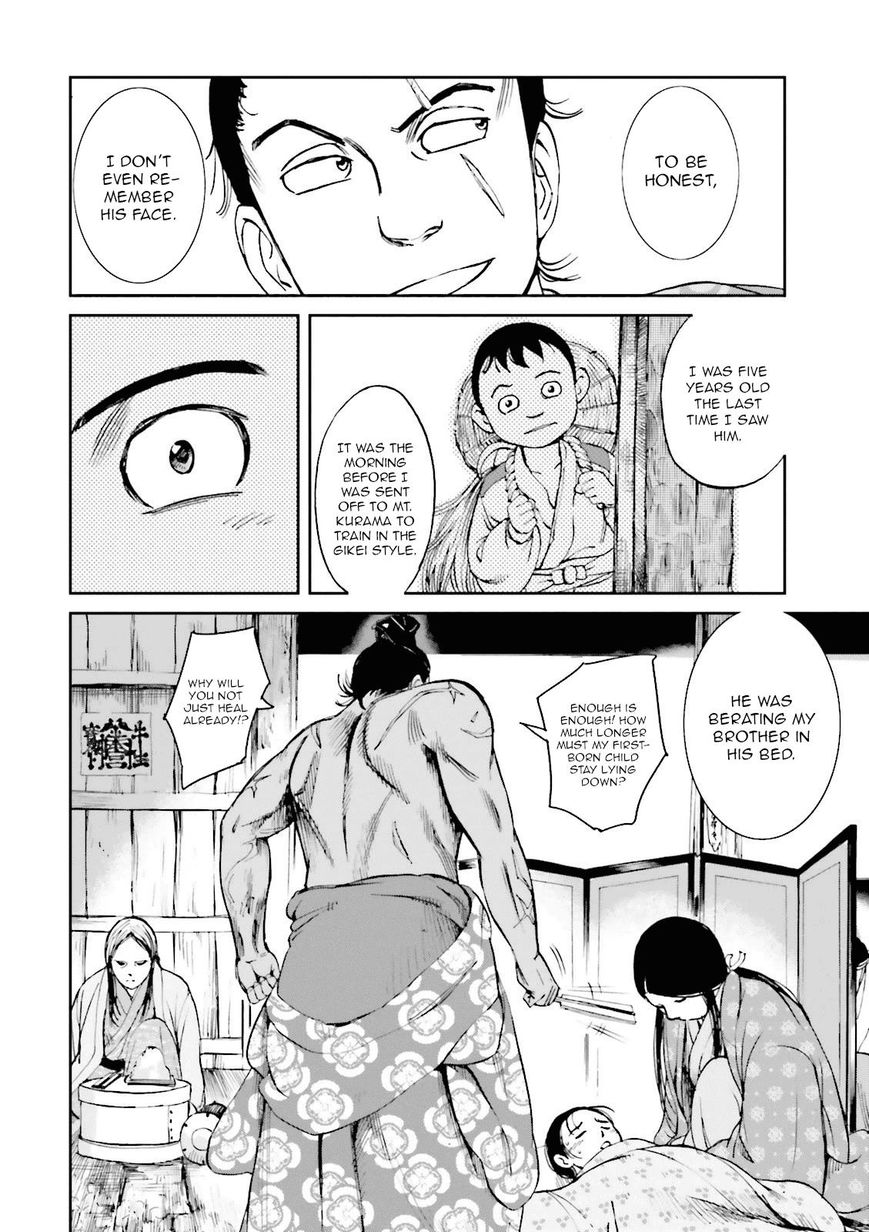 TO BE
HONEST,
I DON'T
EVEN RE-
MEMBER
HIS FACE.
I WAS FIVE
YEARS OLD
THE LAST
TIME I SAW
HIM.
IT WAS THE
MORNING
BEFORE I
WAS SENT
OFF TO MT.
KURAMA TO
TRAIN IN THE
GIKEI STYLE.
HE WAS
BERATING MY
BROTHER IN
HIS BED.
ENOUGH IS
ENOUGH! HOW
MUCH LONGER
MUST MY FIRST-
BORN CHILD
STAY LYING
DOWN?
WHY WILL
YOU NOT
JUST HEAL
ALREADY!?